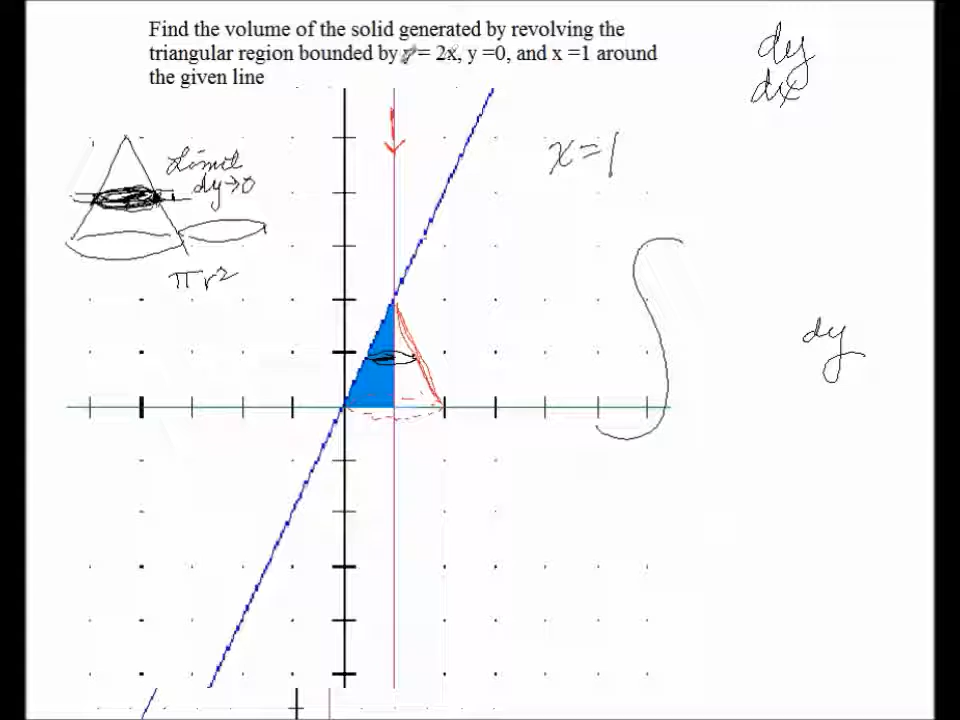 Find the volume of the solid generated by revolving the
triangular region bounded by y = 2x, y =0, and x =1 around
the given line
dy
dx
x=1
Limit
dy→0
πr²
∫ dy